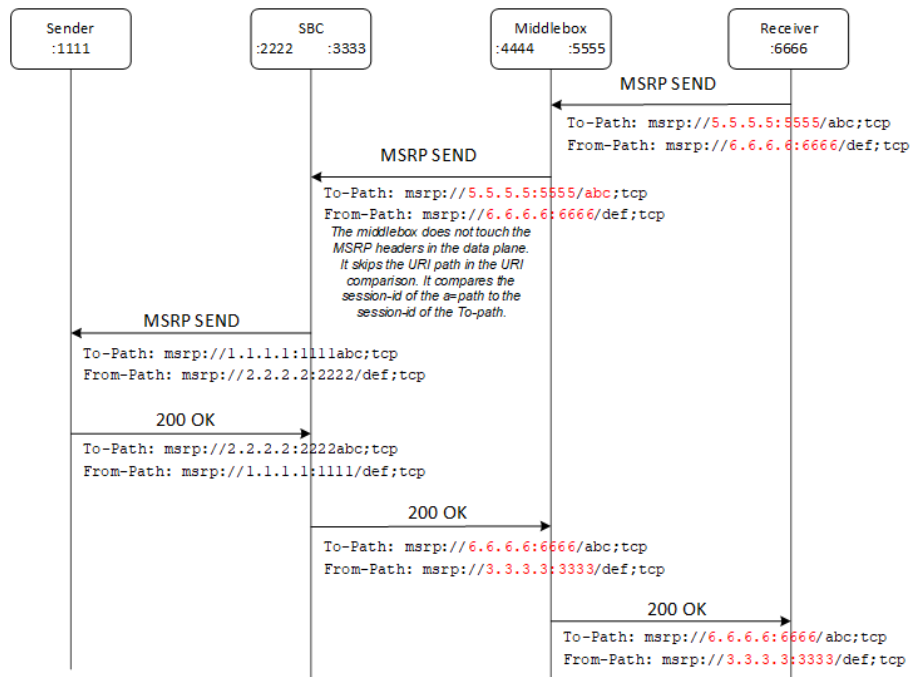 Sender
:1111
SBC
:2222 :3333
Middlebox
:4444 :5555
Receiver
:6666
MSRP SEND
To-Path: msrp://5.5.5.5:5555/abc;tcp
From-Path: msrp://6.6.6.6:6666/def;tcp
MSRP SEND
To-Path: msrp://5.5.5.5:5555/abc;tcp
From-Path: msrp://6.6.6.6:6666/def;tcp
The middlebox does not touch the
MSRP headers in the data plane.
It skips the URI path in the URI
comparison. It compares the
session-id of the a=path to the
session-id of the To-path.
MSRP SEND
To-Path: msrp://1.1.1.1:1111abc;tcp
From-Path: msrp://2.2.2.2:2222/def;tcp
200 OK
To-Path: msrp://2.2.2.2:2222abc;tcp
From-Path: msrp://1.1.1.1:1111/def;tcp
200 OK
To-Path: msrp://6.6.6.6:6666/abc;tcp
From-Path: msrp://3.3.3.3:3333/def;tcp
200 OK
To-Path: msrp://6.6.6.6:6666/abc;tcp
From-Path: msrp://3.3.3.3:3333/def;tcp